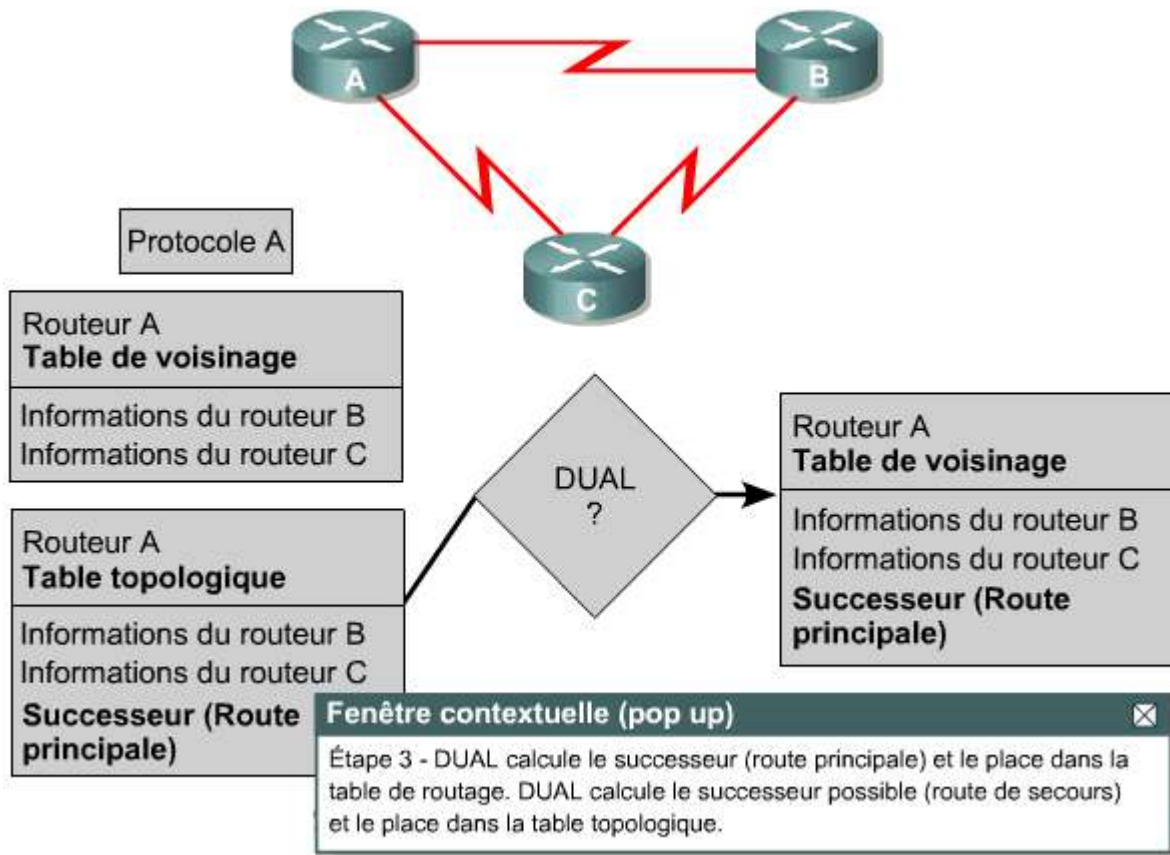 A
B
C
Protocole A
Routeur A
Table de voisinage
Informations du routeur B
Informations du routeur C
Routeur A
Table topologique
Informations du routeur B
Informations du routeur C
Successeur (Route
principale)
DUAL
?
Routeur A
Table de voisinage
Informations du routeur B
Informations du routeur C
Successeur (Route
principale)
Fenêtre contextuelle (pop up)
Étape 3 - DUAL calcule le successeur (route principale) et le place dans la
table de routage. DUAL calcule le successeur possible (route de secours)
et le place dans la table topologique.